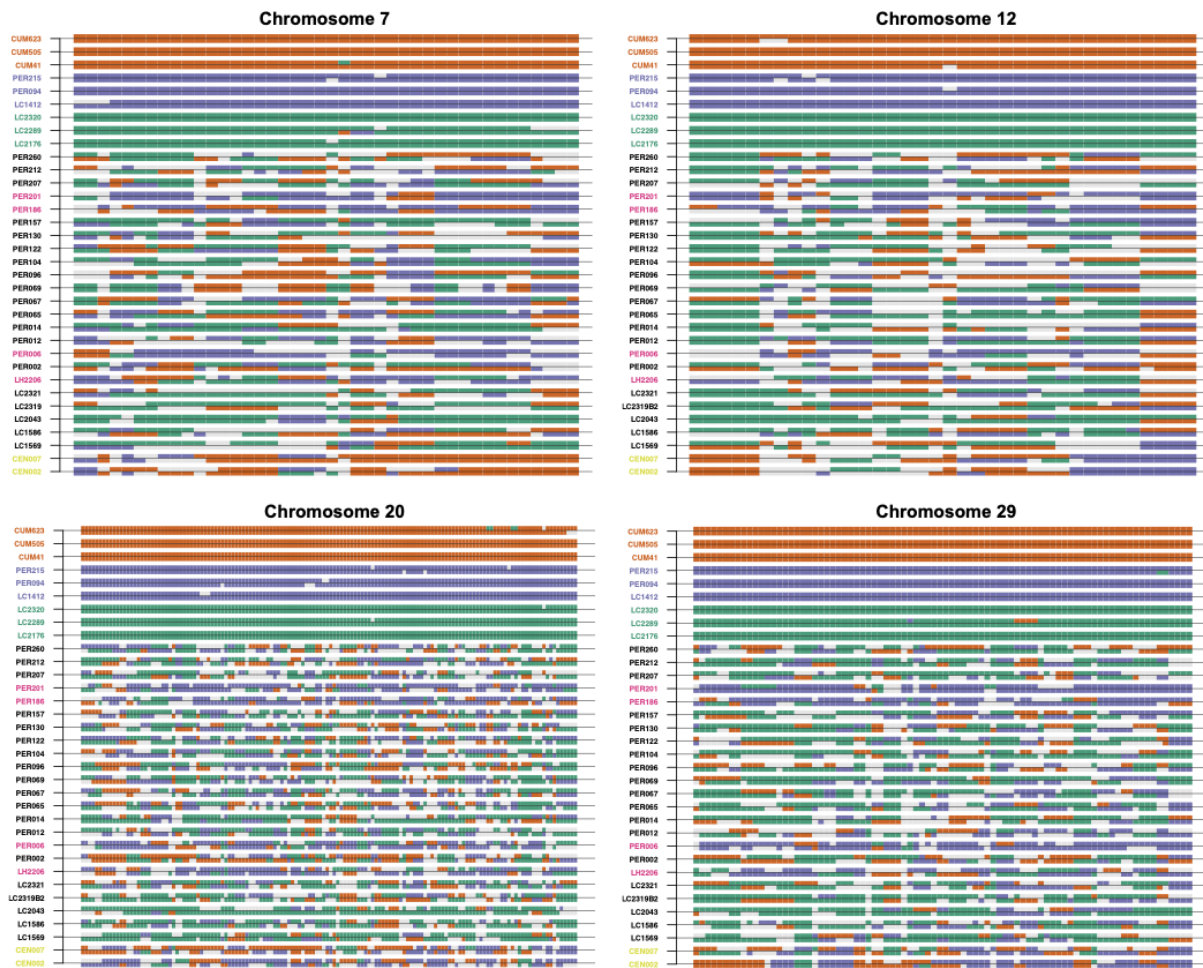 Chromosome 7
CUM623
CUM505
CUM41
PER215
PER094
LC1412
LC2320
LC2289
LC2176
PER260
PER212
PER207
PER201
PER186
PER157
PER130
PER122
PER104
PER096
PER069
PER067
PER065
PER014
PER012
PER006
PER002
LH2206
LC2321
LC2319
LC2043
LC1586
LC1569
CEN007
CEN002
Chromosome 12
CUM623
CUM505
CUM41
PER215
PER094
LC1412
LC2320
LC2289
LC2176
PER260
PER212
PER207
PER201
PER186
PER157
PER130
PER122
PER104
PER096
PER069
PER067
PER065
PER014
PER012
PER006
PER002
LH2206
LC2321
LC2319B2
LC2043
LC1586
LC1569
CEN007
CEN002
Chromosome 20
CUM623
CUM505
CUM41
PER215
PER094
LC1412
LC2320
LC2289
LC2176
PER260
PER212
PER207
PER201
PER186
PER157
PER130
PER122
PER104
PER096
PER069
PER067
PER065
PER014
PER012
PER006
PER002
LH2206
LC2321
LC2319B2
LC2043
LC1586
LC1569
CEN007
CEN002
Chromosome 29
CUM623
CUM505
CUM41
PER215
PER094
LC1412
LC2320
LC2289
LC2176
PER260
PER212
PER207
PER201
PER186
PER157
PER130
PER122
PER104
PER096
PER069
PER067
PER065
PER014
PER012
PER006
PER002
LH2206
LC2321
LC2319B2
LC2043
LC1586
LC1569
CEN007
CEN002